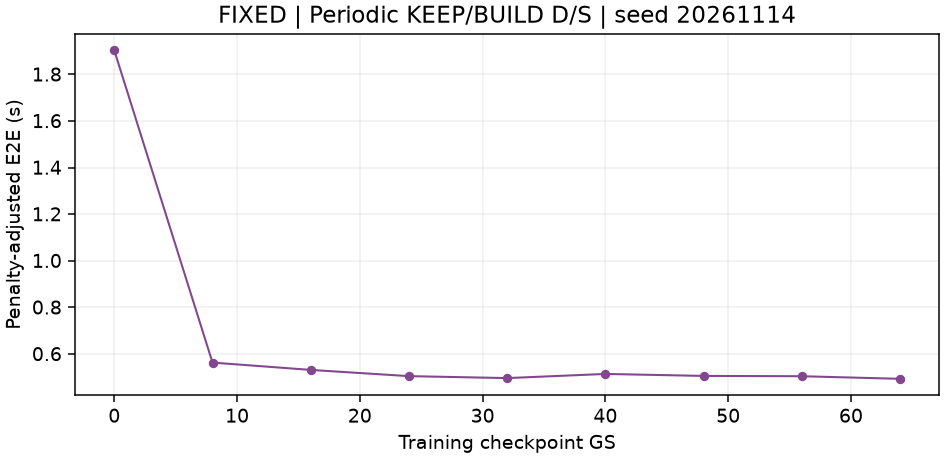 FIXED | Periodic KEEP/BUILD D/S | seed 20261114
Penalty-adjusted E2E (s)
1.8
1.6
1.4
1.2
1.0
0.8
0.6
0 10 20 30 40 50 60
Training checkpoint GS